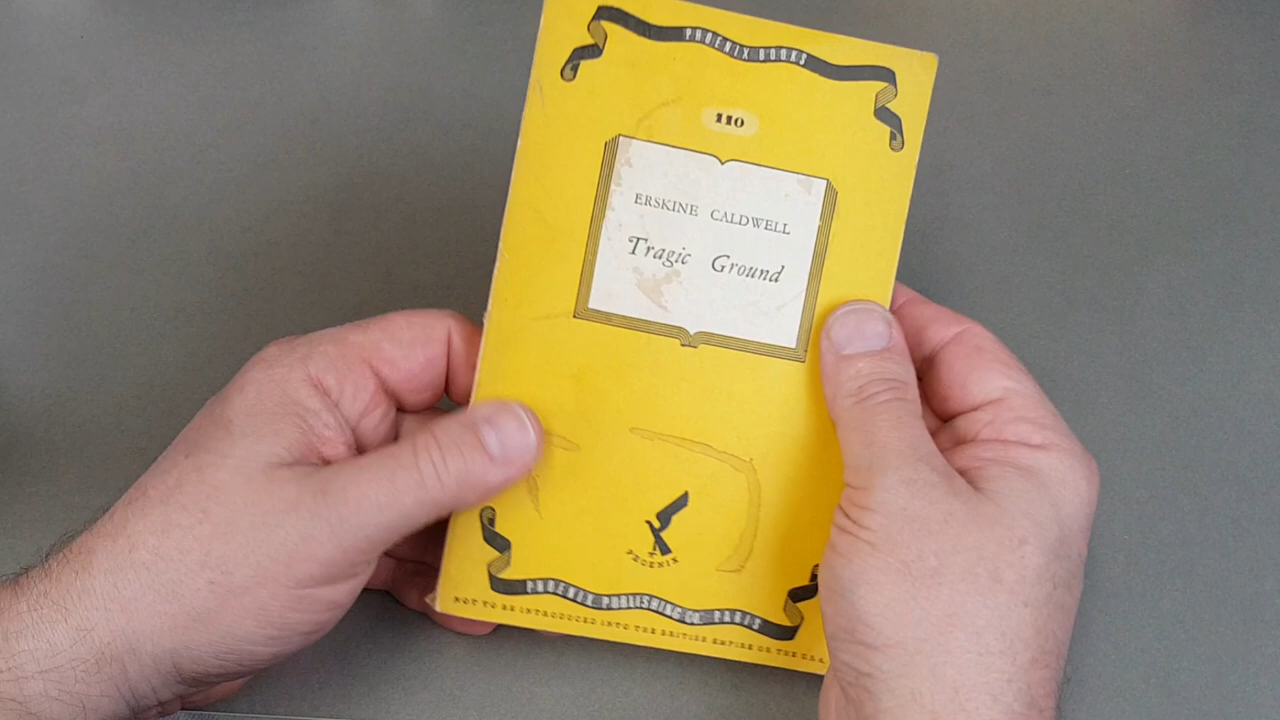 PHOENIX BOOKS
110
ERSKINE CALDWELL
Tragic Ground
PHOENIX
PHOENIX PUBLISHING CO. PARIS
NOT TO BE INTRODUCED INTO THE BRITISH EMPIRE OR THE U.S.A.